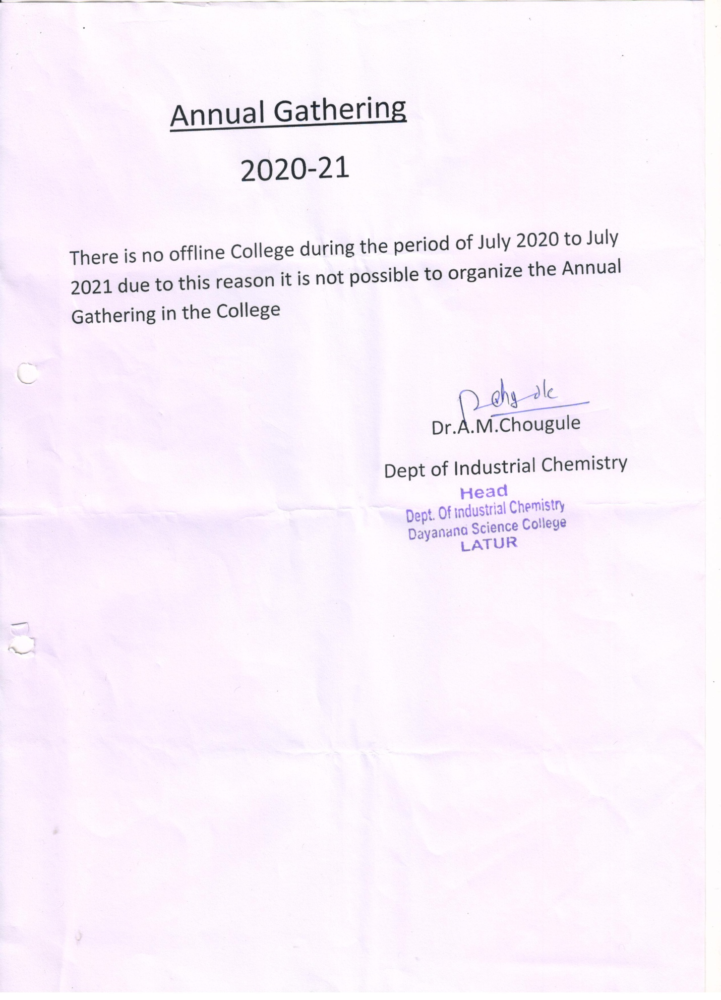 Annual Gathering
2020-21
There is no offline College during the period of July 2020 to July
2021 due to this reason it is not possible to organize the Annual
Gathering in the College
Dr.A.M.Chougule
Dept of Industrial Chemistry
Head
Dept. Of Industrial Chemistry
Dayanand Science College
LATUR